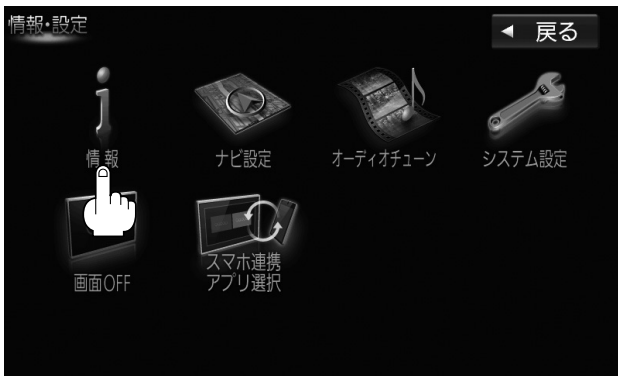 情報・設定
戻る
情報
ナビ設定
オーディオチューン
システム設定
画面OFF
スマホ連携
アプリ選択